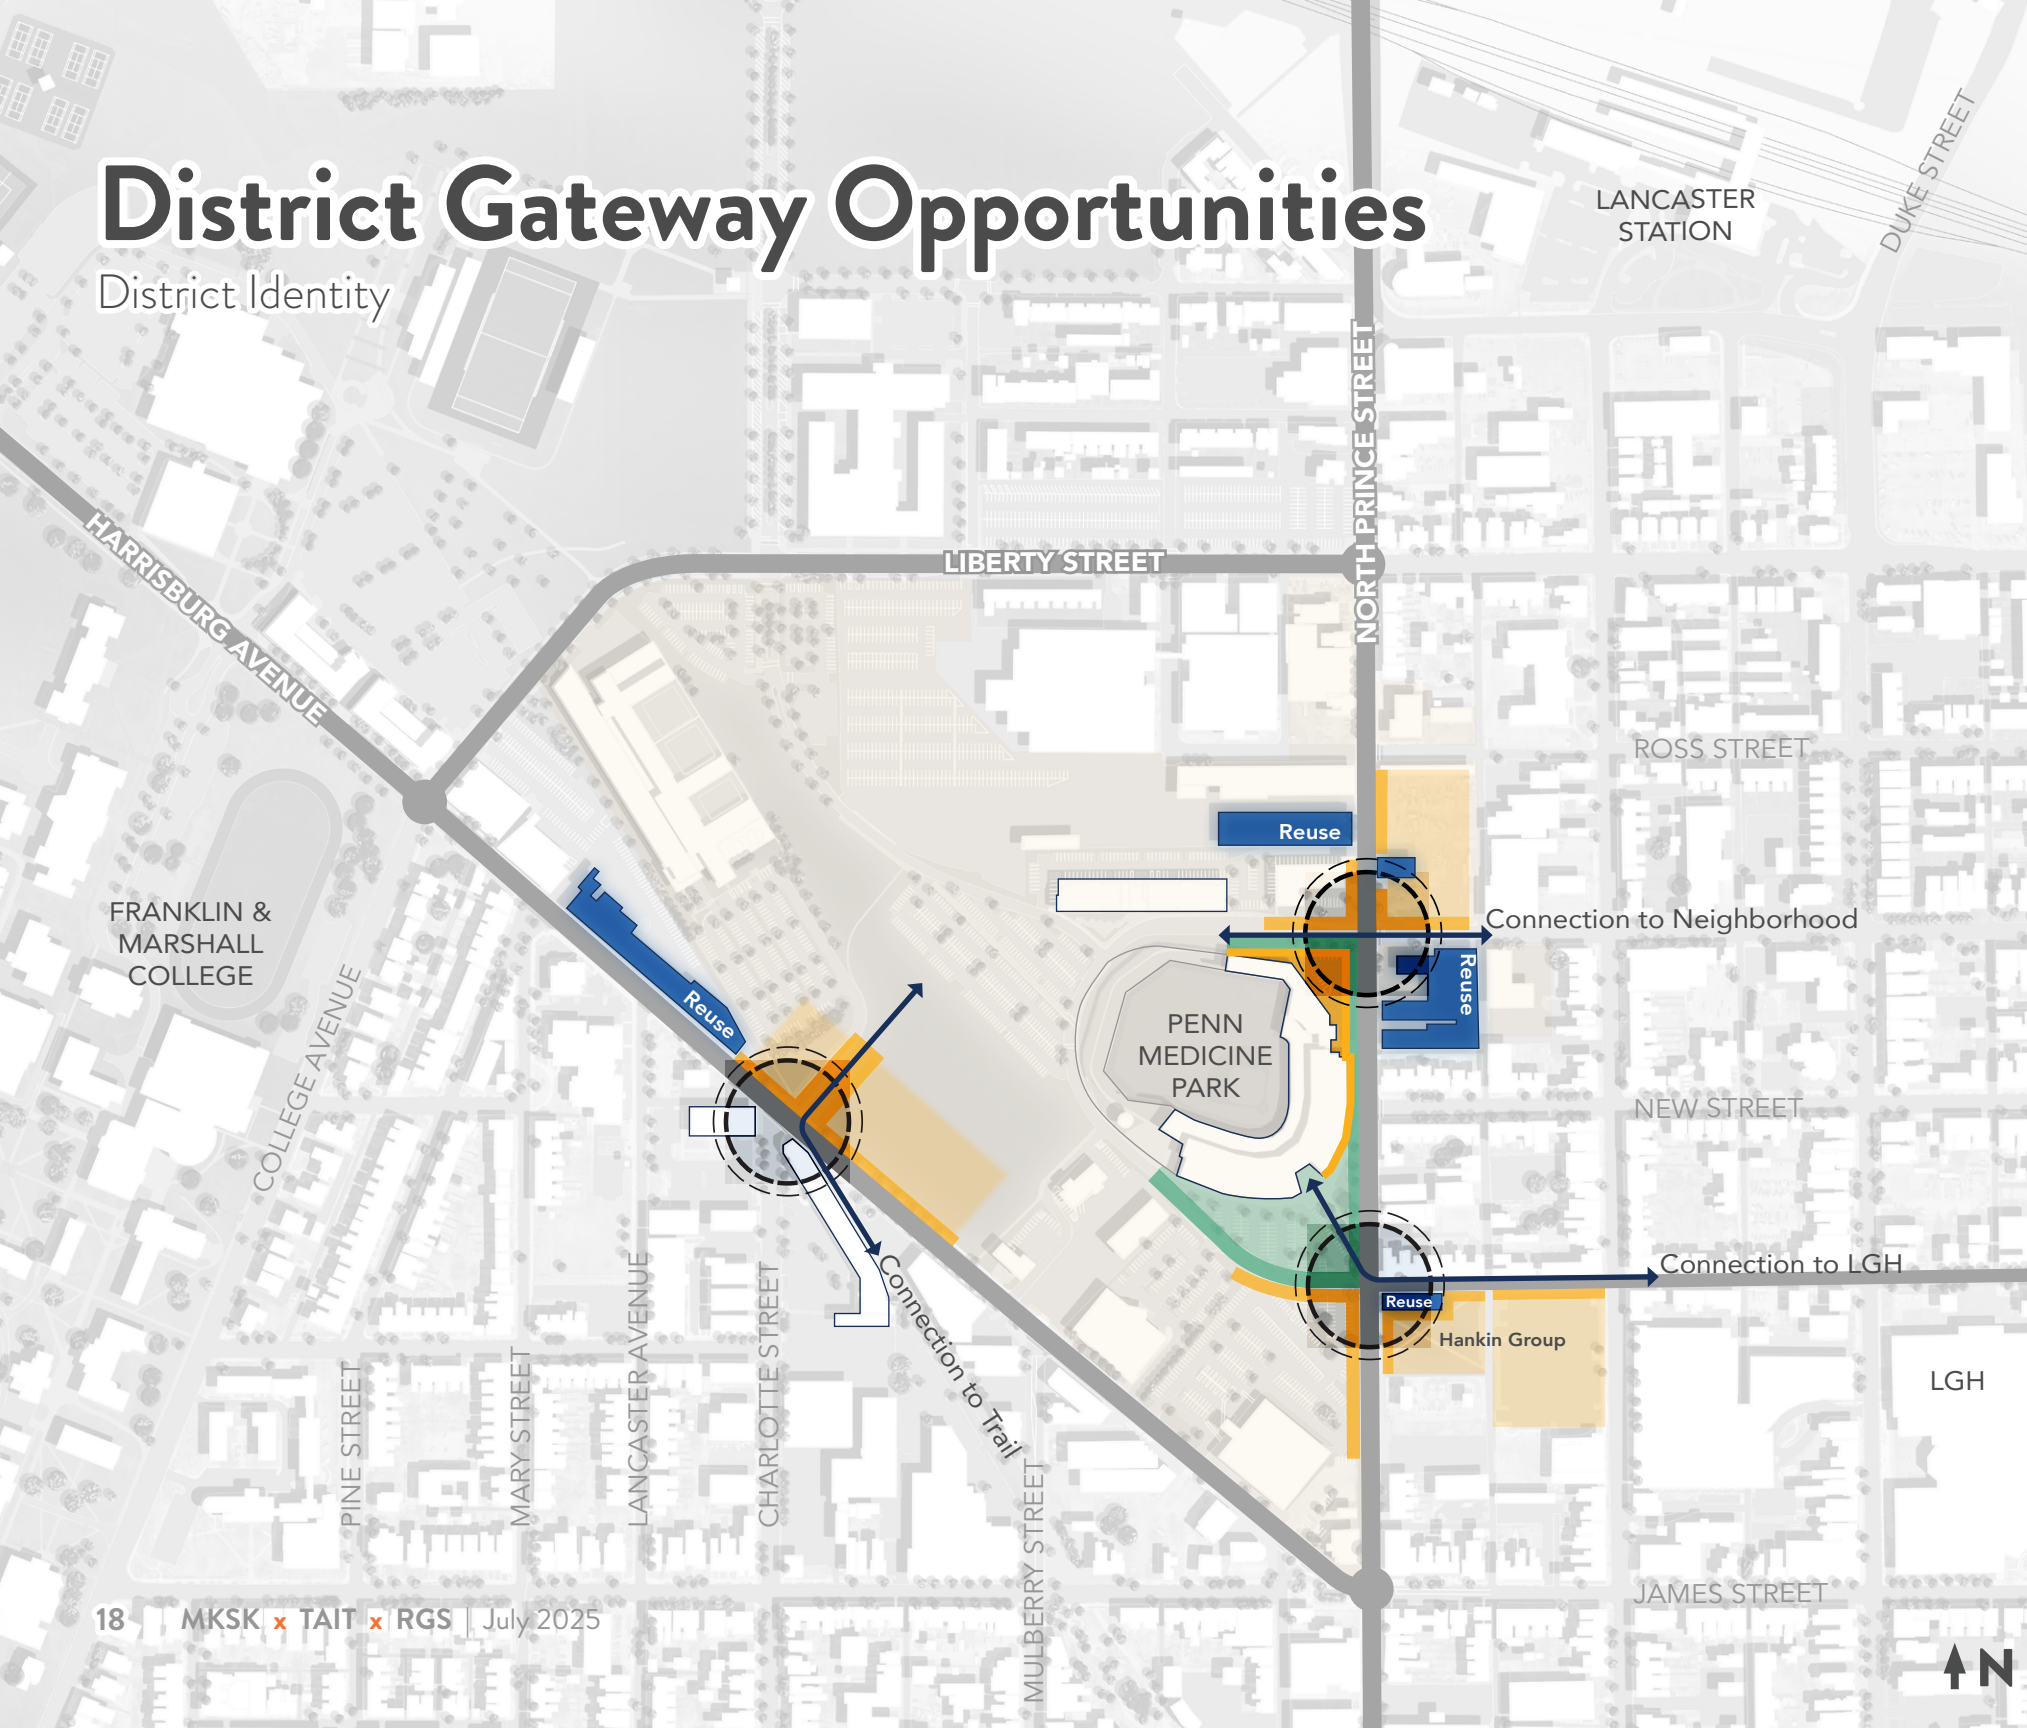 District Gateway Opportunities
District Identity
LANCASTER
STATION
DUKE STREET
NORTH PRINCE STREET
HARRISBURG AVENUE
LIBERTY STREET
ROSS STREET
Reuse
FRANKLIN &
MARSHALL
COLLEGE
Connection to Neighborhood
Reuse
Reuse
COLLEGE AVENUE
PENN
MEDICINE
PARK
NEW STREET
Connection to LGH
Reuse
Hankin Group
LGH
Connection to Trail
PINE STREET
MARY STREET
LANCASTER AVENUE
CHARLOTTE STREET
MULBERRY STREET
JAMES STREET
18 MKSK x TAIT x RGS | July 2025
N